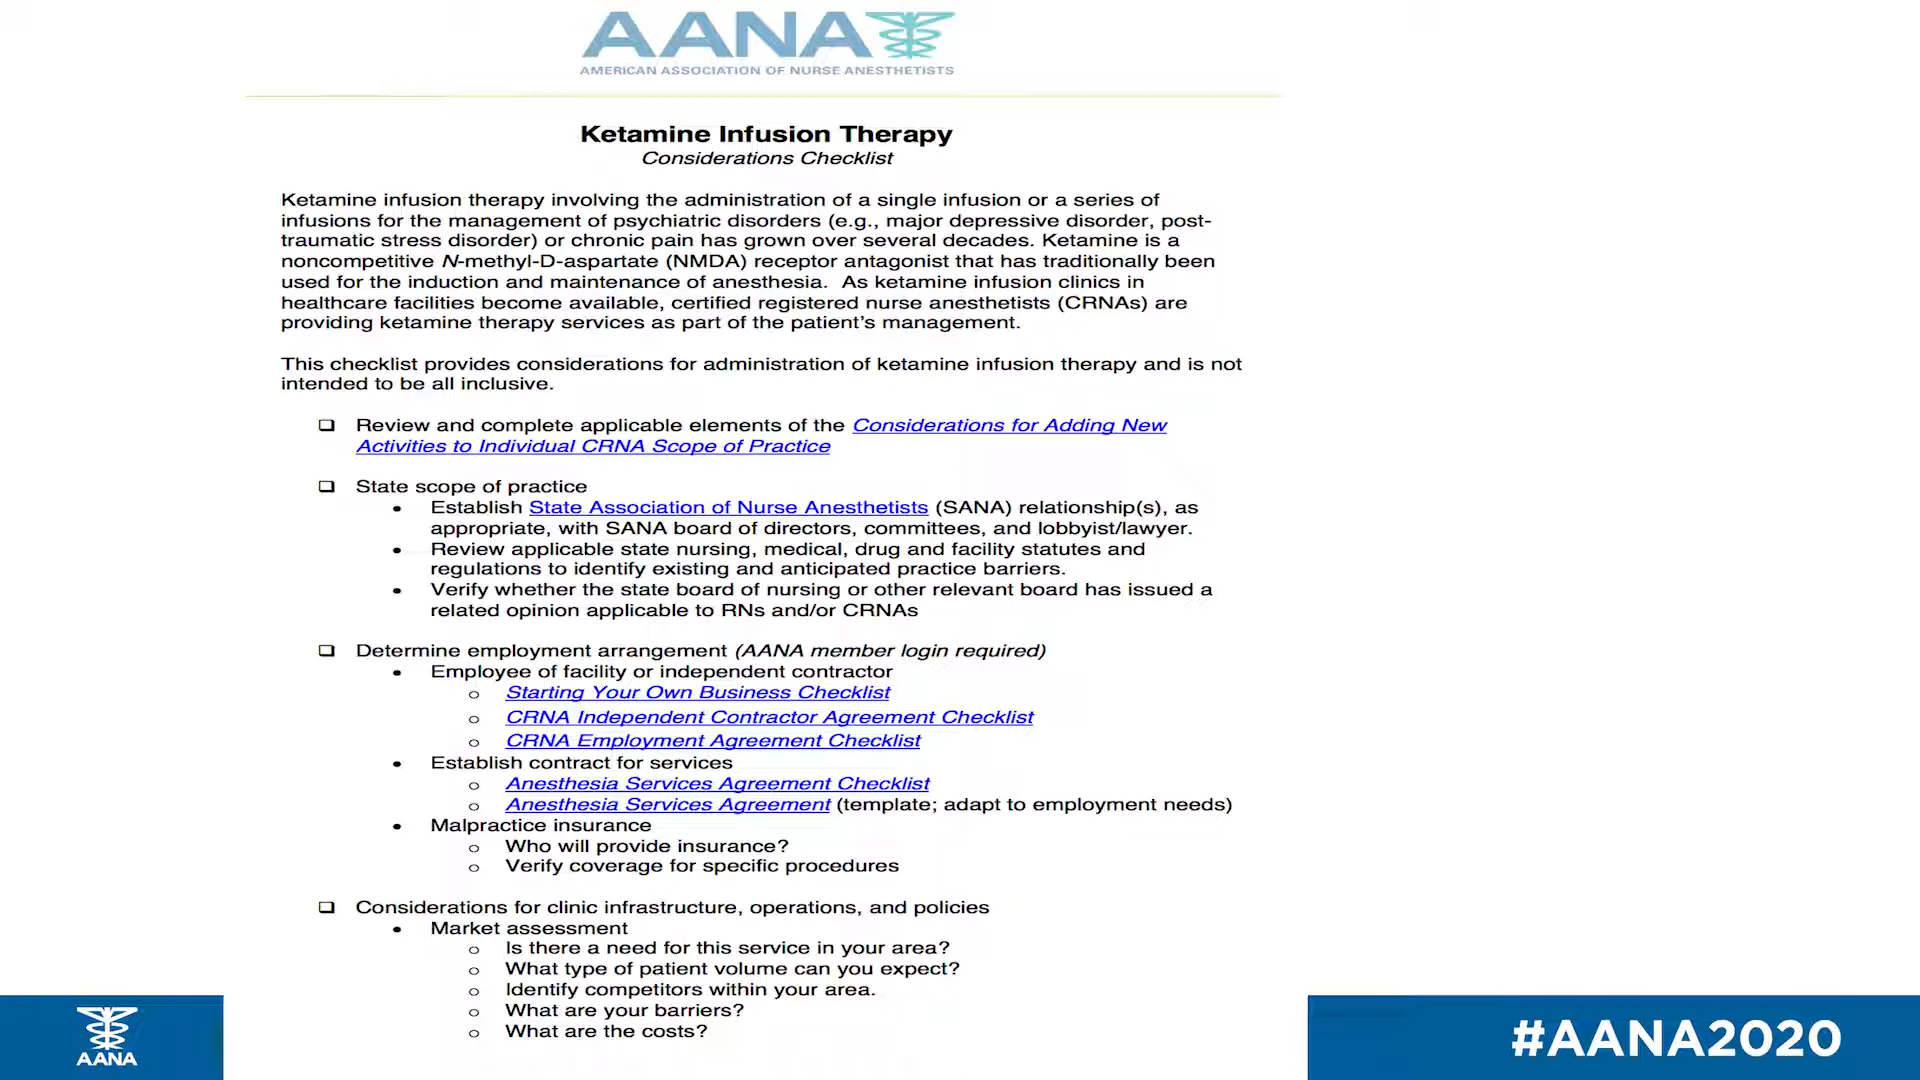 AANA
AMERICAN ASSOCIATION OF NURSE ANESTHETISTS
Ketamine Infusion Therapy
Considerations Checklist
Ketamine infusion therapy involving the administration of a single infusion or a series of
infusions for the management of psychiatric disorders (e.g., major depressive disorder, post-
traumatic stress disorder) or chronic pain has grown over several decades. Ketamine is a
noncompetitive N-methyl-D-aspartate (NMDA) receptor antagonist that has traditionally been
used for the induction and maintenance of anesthesia. As ketamine infusion clinics in
healthcare facilities become available, certified registered nurse anesthetists (CRNAs) are
providing ketamine therapy services as part of the patient's management.
This checklist provides considerations for administration of ketamine infusion therapy and is not
intended to be all inclusive.
❑ Review and complete applicable elements of the Considerations for Adding New
Activities to Individual CRNA Scope of Practice
❑ State scope of practice
• Establish State Association of Nurse Anesthetists (SANA) relationship(s), as
appropriate, with SANA board of directors, committees, and lobbyist/lawyer.
• Review applicable state nursing, medical, drug and facility statutes and
regulations to identify existing and anticipated practice barriers.
• Verify whether the state board of nursing or other relevant board has issued a
related opinion applicable to RNs and/or CRNAs
❑ Determine employment arrangement (AANA member login required)
• Employee of facility or independent contractor
o Starting Your Own Business Checklist
o CRNA Independent Contractor Agreement Checklist
o CRNA Employment Agreement Checklist
• Establish contract for services
o Anesthesia Services Agreement Checklist
o Anesthesia Services Agreement (template; adapt to employment needs)
• Malpractice insurance
o Who will provide insurance?
o Verify coverage for specific procedures
❑ Considerations for clinic infrastructure, operations, and policies
• Market assessment
o Is there a need for this service in your area?
o What type of patient volume can you expect?
o Identify competitors within your area.
o What are your barriers?
o What are the costs?
AANA
#AANA2020